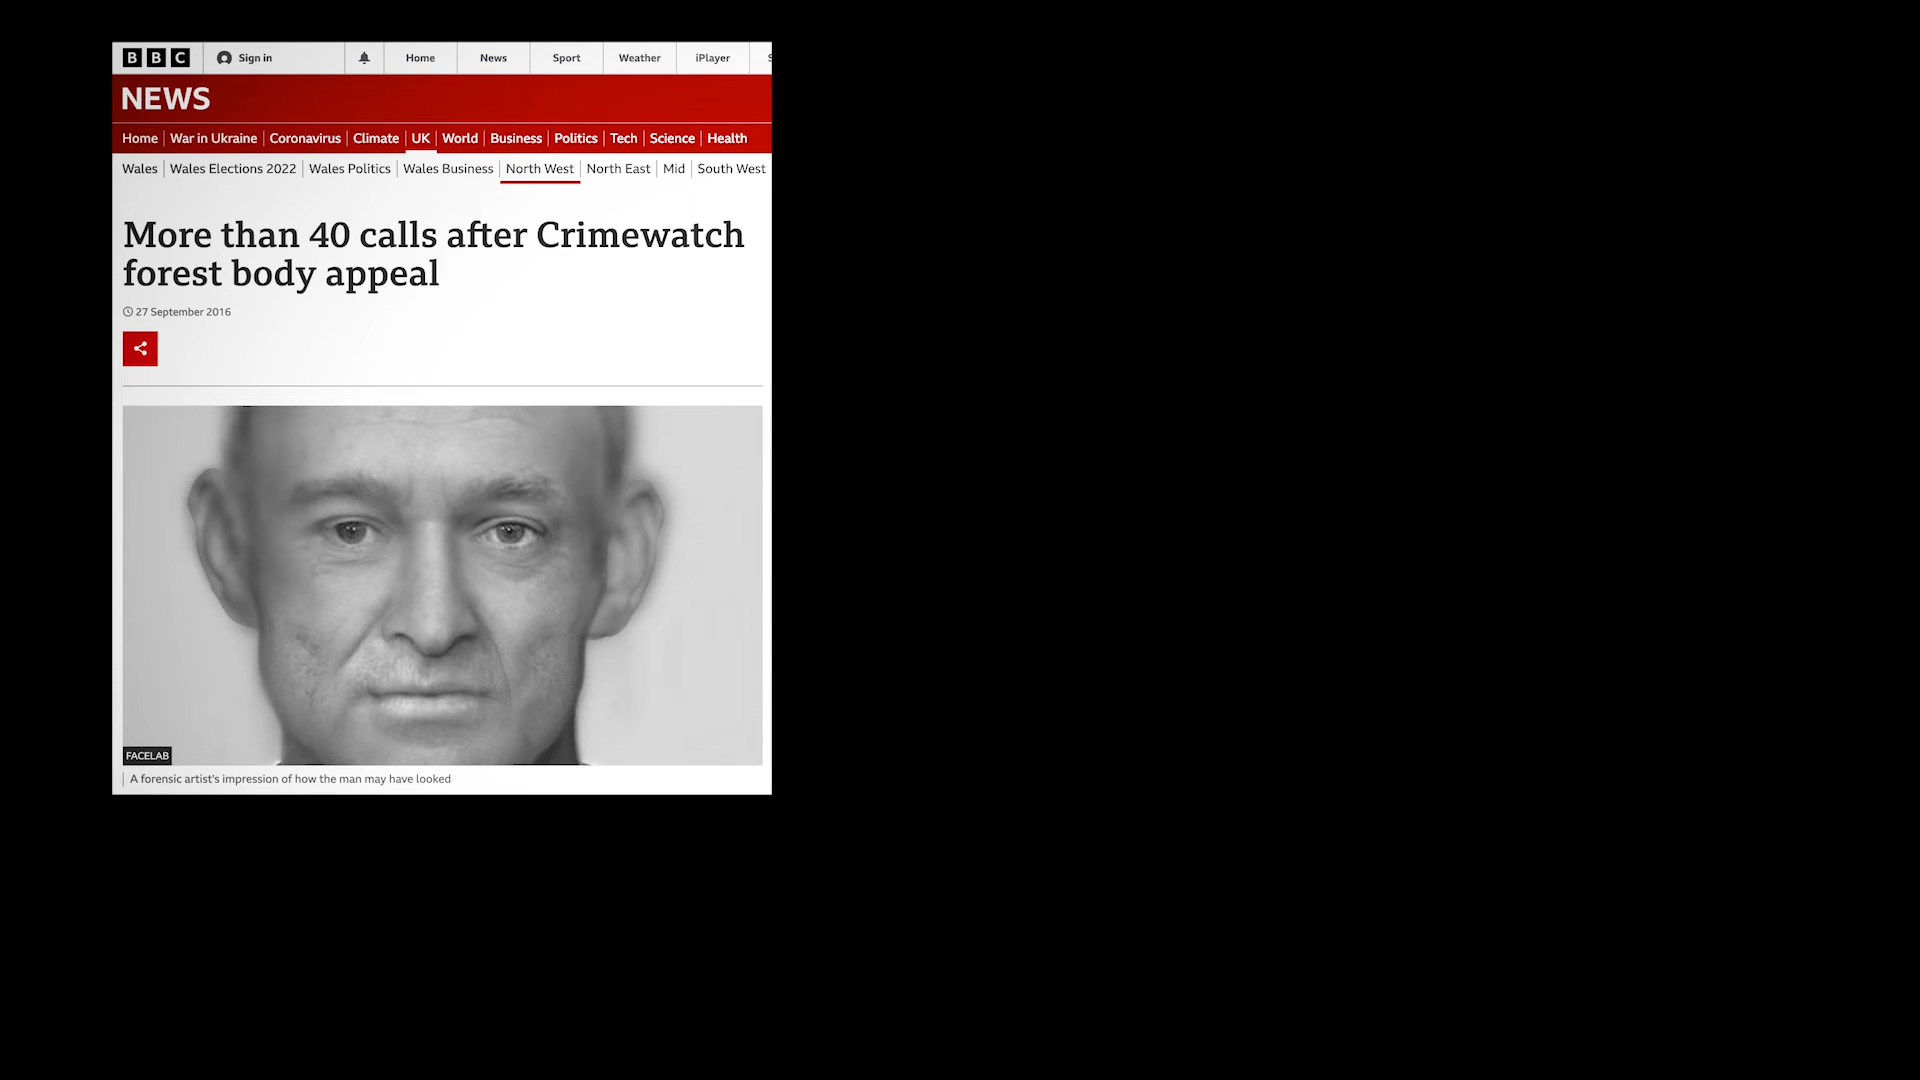 BBC Sign in Home News Sport Weather iPlayer
NEWS
Home War in Ukraine Coronavirus Climate UK World Business Politics Tech Science Health
Wales Wales Elections 2022 Wales Politics Wales Business North West North East Mid South West
More than 40 calls after Crimewatch
forest body appeal
27 September 2016
FACELAB
A forensic artist's impression of how the man may have looked